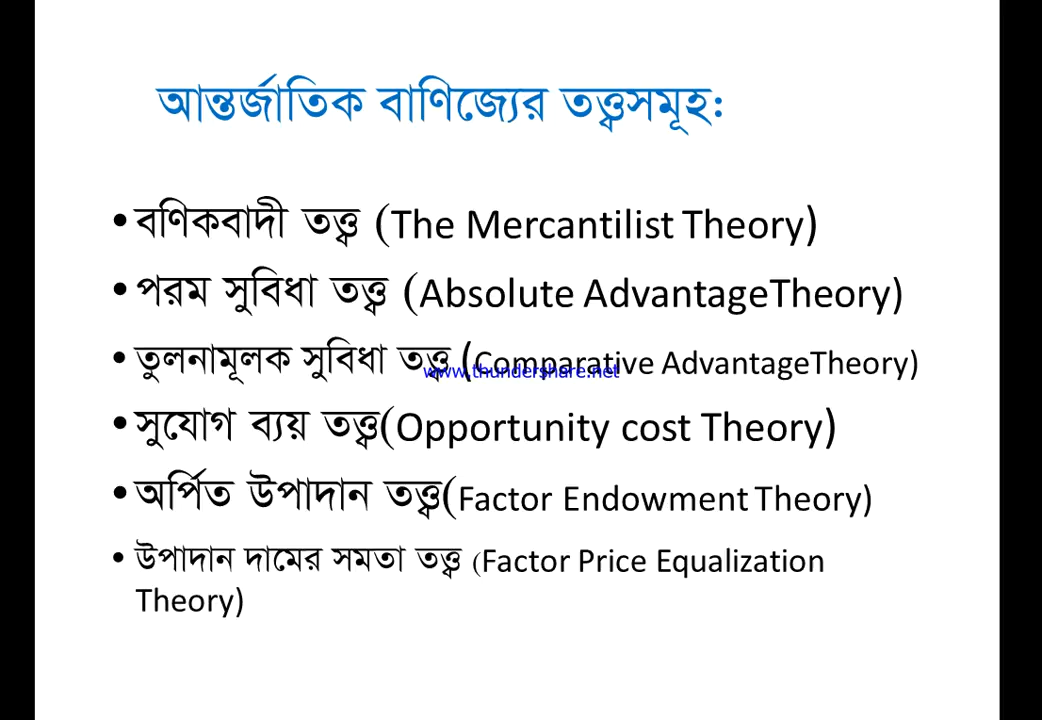 আন্তর্জাতিক বাণিজ্যের তত্ত্বসমূহ:
•বণিকবাদী তত্ত্ব (The Mercantilist Theory)
•পরম সুবিধা তত্ত্ব (Absolute AdvantageTheory)
• তুলনামূলক সুবিধা তত্ত্ব (Comparative AdvantageTheory)
www.thundershare.net
•সুযোগ ব্যয় তত্ত্ব(Opportunity cost Theory)
•অর্পিত উপাদান তত্ত্ব(Factor Endowment Theory)
• উপাদান দামের সমতা তত্ত্ব (Factor Price Equalization
Theory)